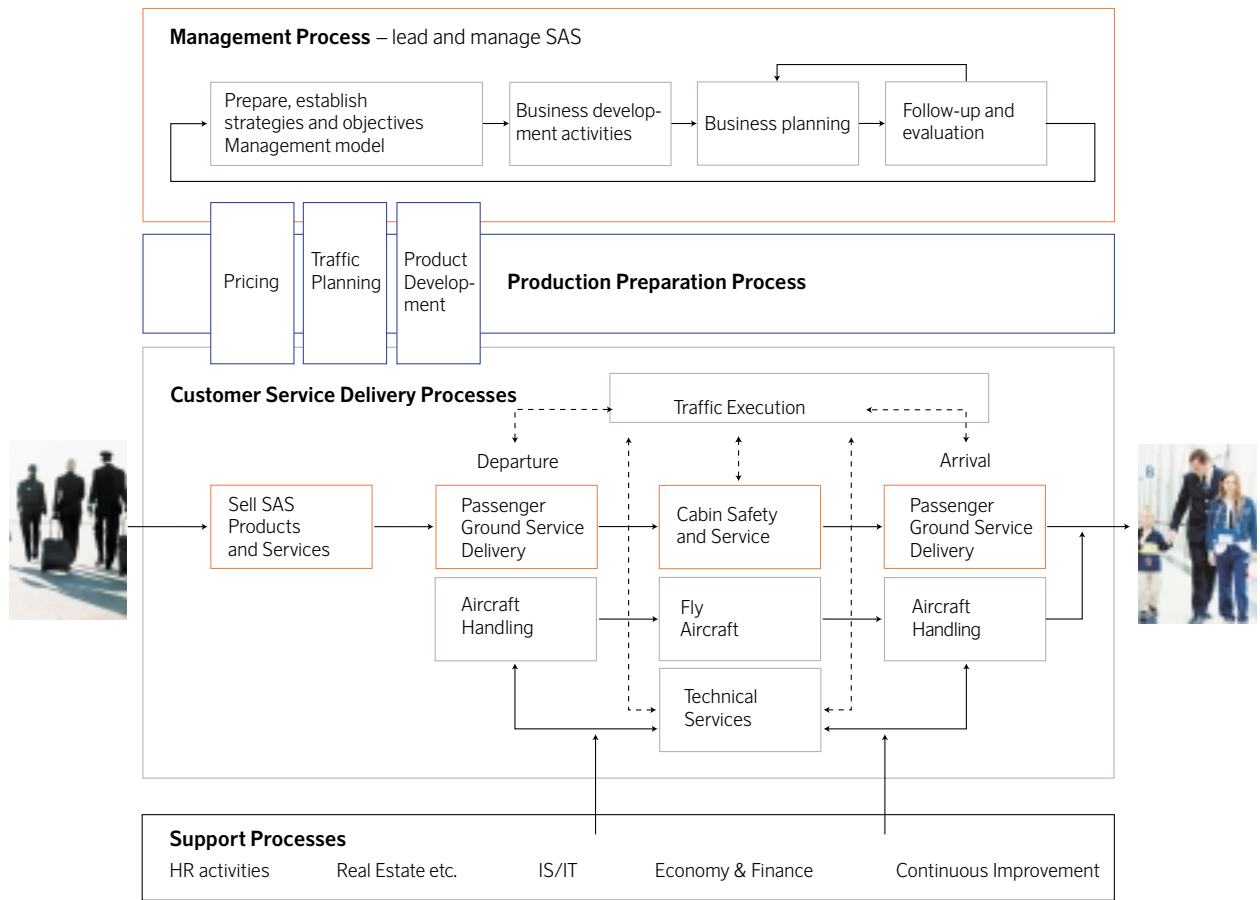 Management Process – lead and manage SAS
Prepare, establish
strategies and objectives
Management model
Business develop-
ment activities
Business planning
Follow-up and
evaluation
Pricing
Traffic
Planning
Product
Develop-
ment
Production Preparation Process
Customer Service Delivery Processes
Traffic Execution
Departure
Arrival
Sell SAS
Products
and Services
Passenger
Ground Service
Delivery
Cabin Safety
and Service
Passenger
Ground Service
Delivery
Aircraft
Handling
Fly
Aircraft
Aircraft
Handling
Technical
Services
8
Support Processes
HR activities
Real Estate etc.
IS/IT
Economy & Finance
Continuous Improvement